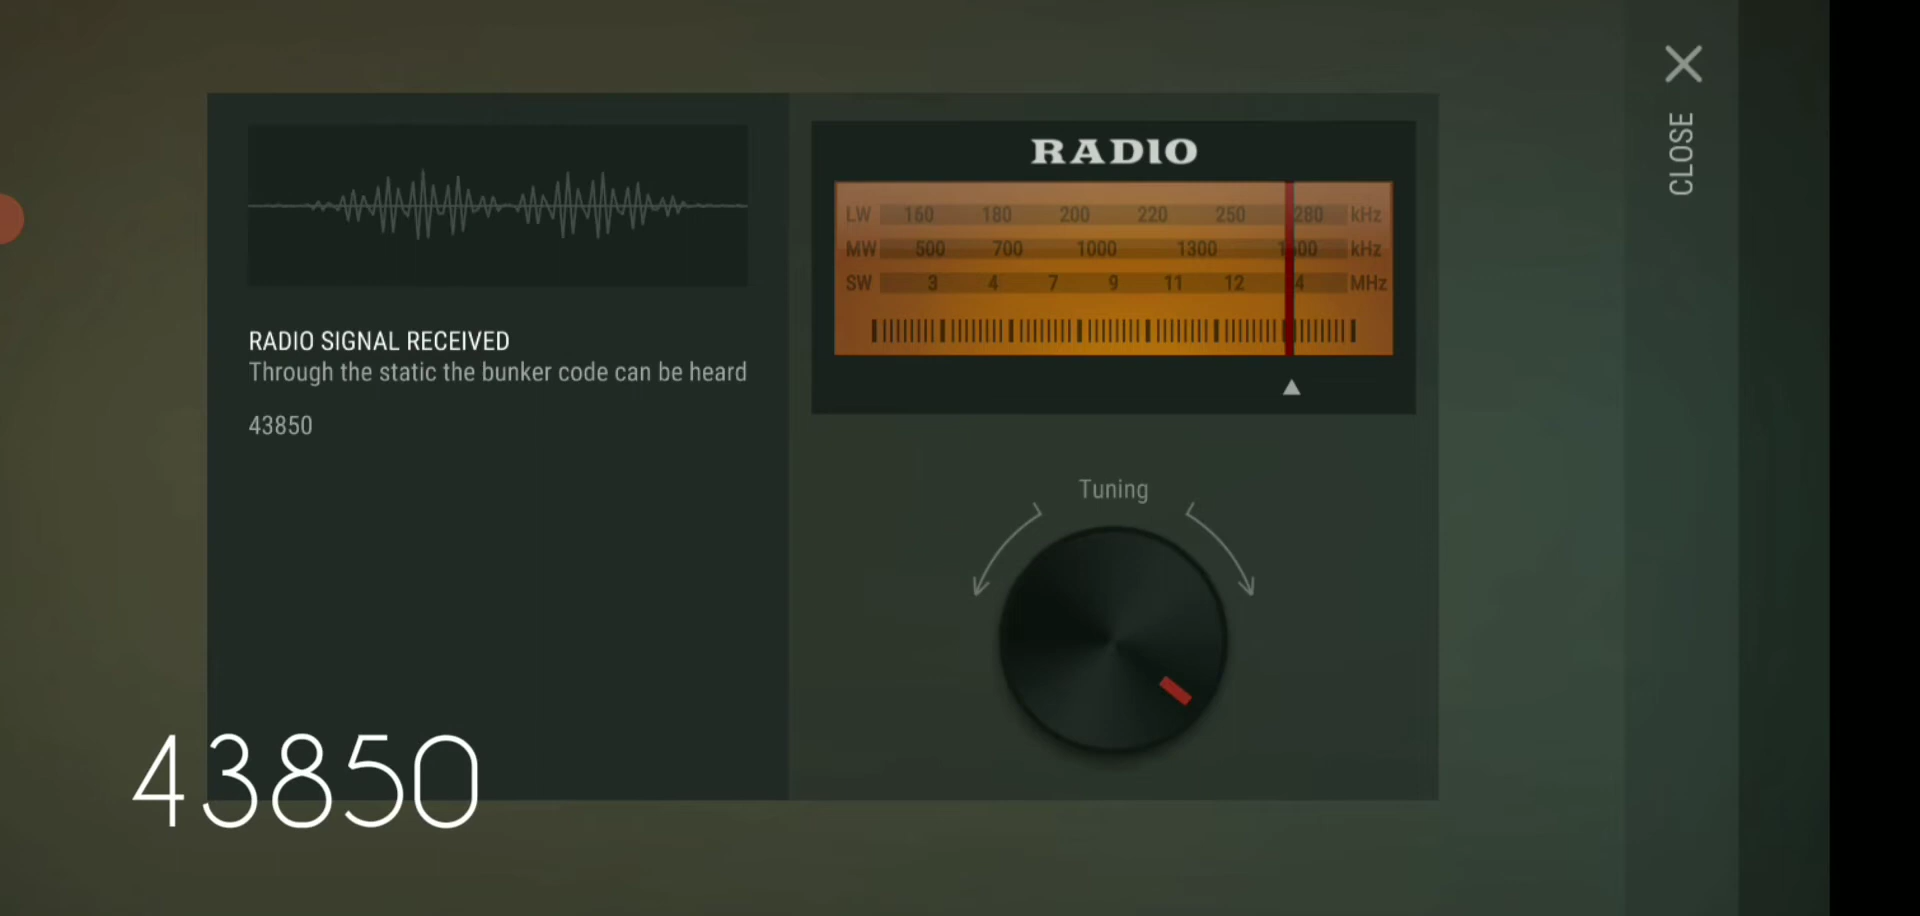 RADIO SIGNAL RECEIVED
Through the static the bunker code can be heard
43850
RADIO
LW 160 180 200 220 250 280 kHz
MW 500 700 1000 1300 kHz
SW 3 4 7 9 11 12 MHz
Tuning
CLOSE
43850